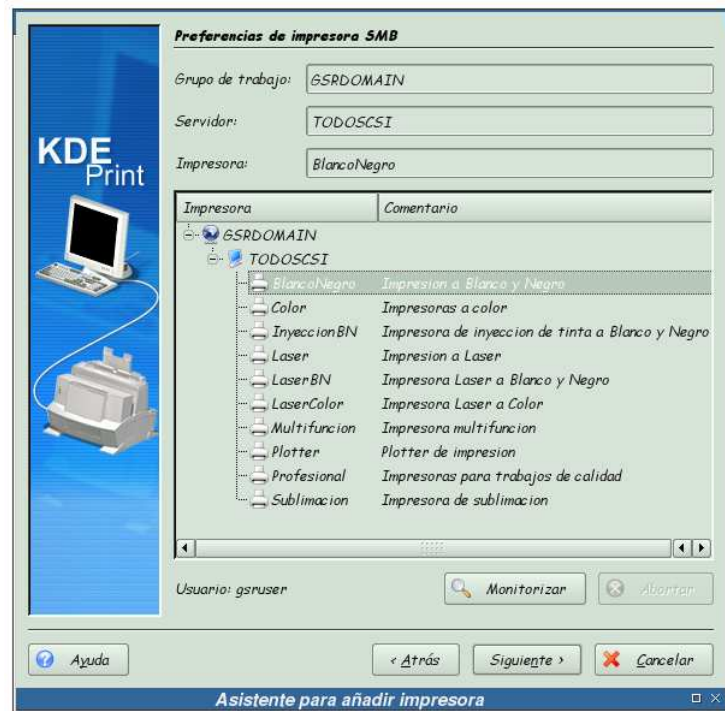 Preferencias de impresora SMB
Grupo de trabajo: GSRDOMAIN
Servidor: TODOSCSI
Impresora: BlancoNegro
KDE
Print
Impresora Comentario
GSRDOMAIN
TODOSCSI
BlancoNegro Impresion a Blanco y Negro
Color Impresoras a color
InyeccionBN Impresora de inyeccion de tinta a Blanco y Negro
Laser Impresion a Laser
LaserBN Impresora Laser a Blanco y Negro
LaserColor Impresora Laser a Color
Multifuncion Impresora multifuncion
Plotter Plotter de impresion
Profesional Impresoras para trabajos de calidad
Sublimacion Impresora de sublimacion
Usuario: gsruser Monitorizar Abortar
Ayuda < Atrás Siguiente > Cancelar
Asistente para añadir impresora